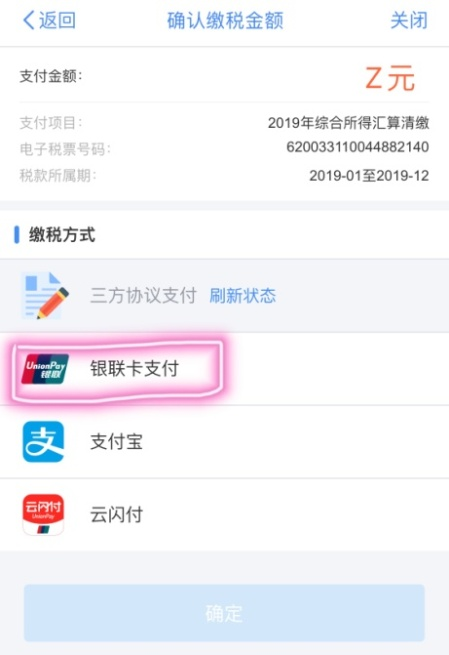 返回 确认缴税金额 关闭
支付金额： Z元
支付项目： 2019年综合所得汇算清缴
电子税票号码： 620033110044882140
税款所属期： 2019-01至2019-12
缴税方式
三方协议支付 刷新状态
UnionPay
银联
银联卡支付
支
支付宝
云闪付
UnionPay
云闪付
确定